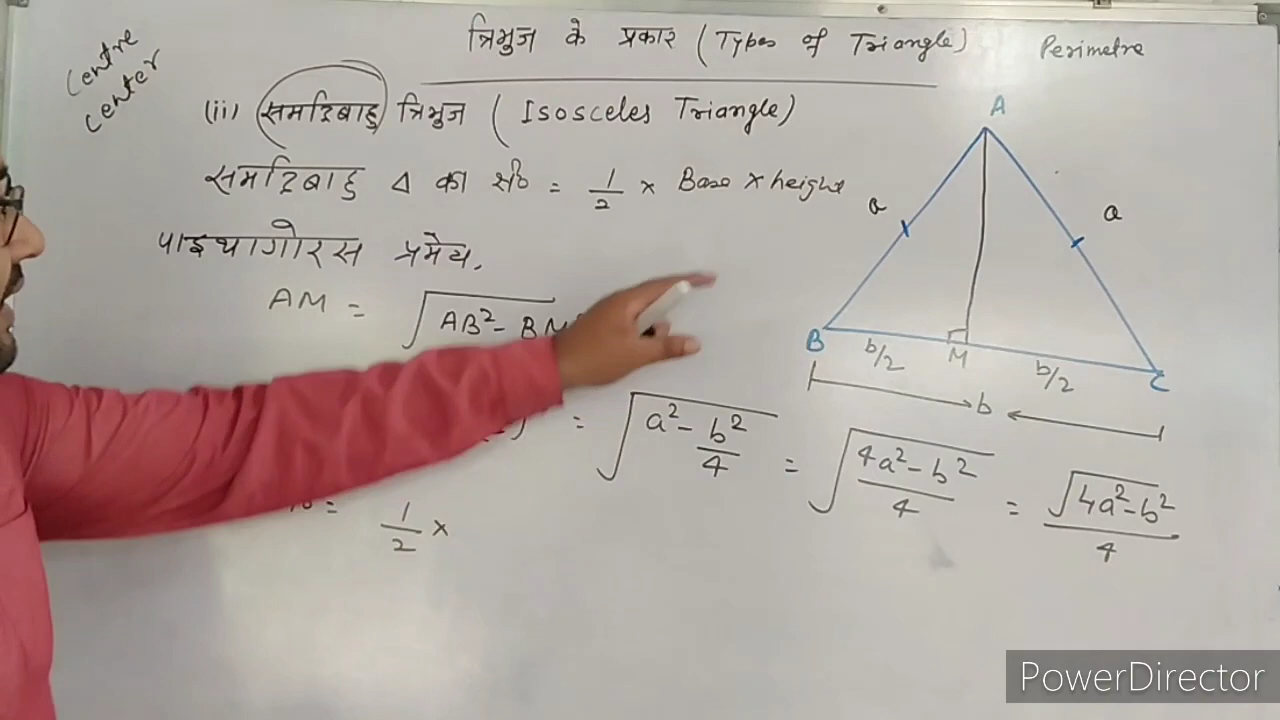 Centre
center
त्रिभुज के प्रकार (Types of Triangle)
Perimetre
(ii) समद्विबाहु त्रिभुज (Isosceles Triangle)
समद्विबाहु Δ का क्षे० = 1/2 × Base × height
पाइथागोरस प्रमेय.
AM = √AB² - BM
= √a² - b²/4 = √4a² - b²/4 = √4a² - b²/4
1/2 ×
A
a
a
B
b/2
M
b/2
C
b
PowerDirector